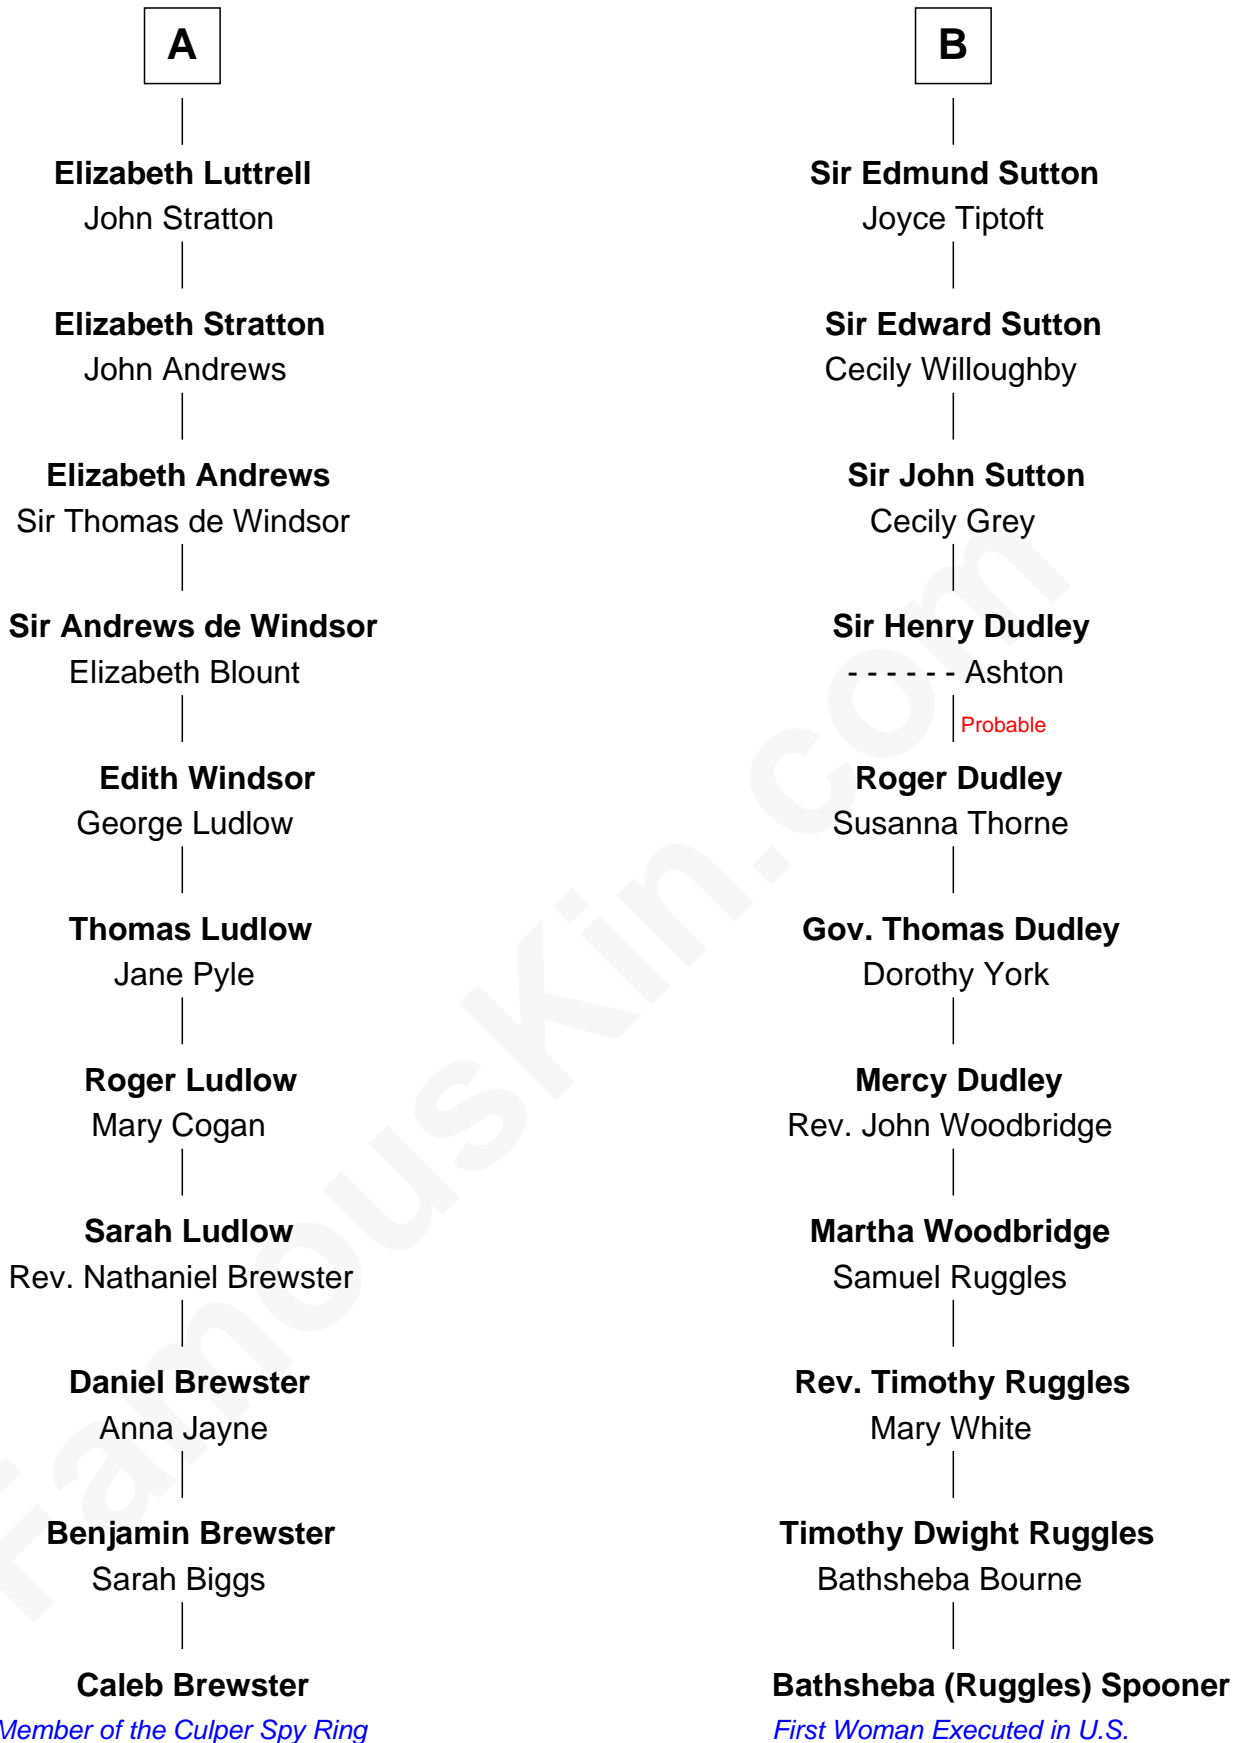 A
Elizabeth Luttrell
John Stratton
Elizabeth Stratton
John Andrews
Elizabeth Andrews
Sir Thomas de Windsor
Sir Andrews de Windsor
Elizabeth Blount
Edith Windsor
George Ludlow
Thomas Ludlow
Jane Pyle
Roger Ludlow
Mary Cogan
Sarah Ludlow
Rev. Nathaniel Brewster
Daniel Brewster
Anna Jayne
Benjamin Brewster
Sarah Biggs
Caleb Brewster
Member of the Culper Spy Ring
B
Sir Edmund Sutton
Joyce Tiptoft
Sir Edward Sutton
Cecily Willoughby
Sir John Sutton
Cecily Grey
Sir Henry Dudley
- - - - - - Ashton
Probable
Roger Dudley
Susanna Thorne
Gov. Thomas Dudley
Dorothy York
Mercy Dudley
Rev. John Woodbridge
Martha Woodbridge
Samuel Ruggles
Rev. Timothy Ruggles
Mary White
Timothy Dwight Ruggles
Bathsheba Bourne
Bathsheba (Ruggles) Spooner
First Woman Executed in U.S.
FamousKin.com